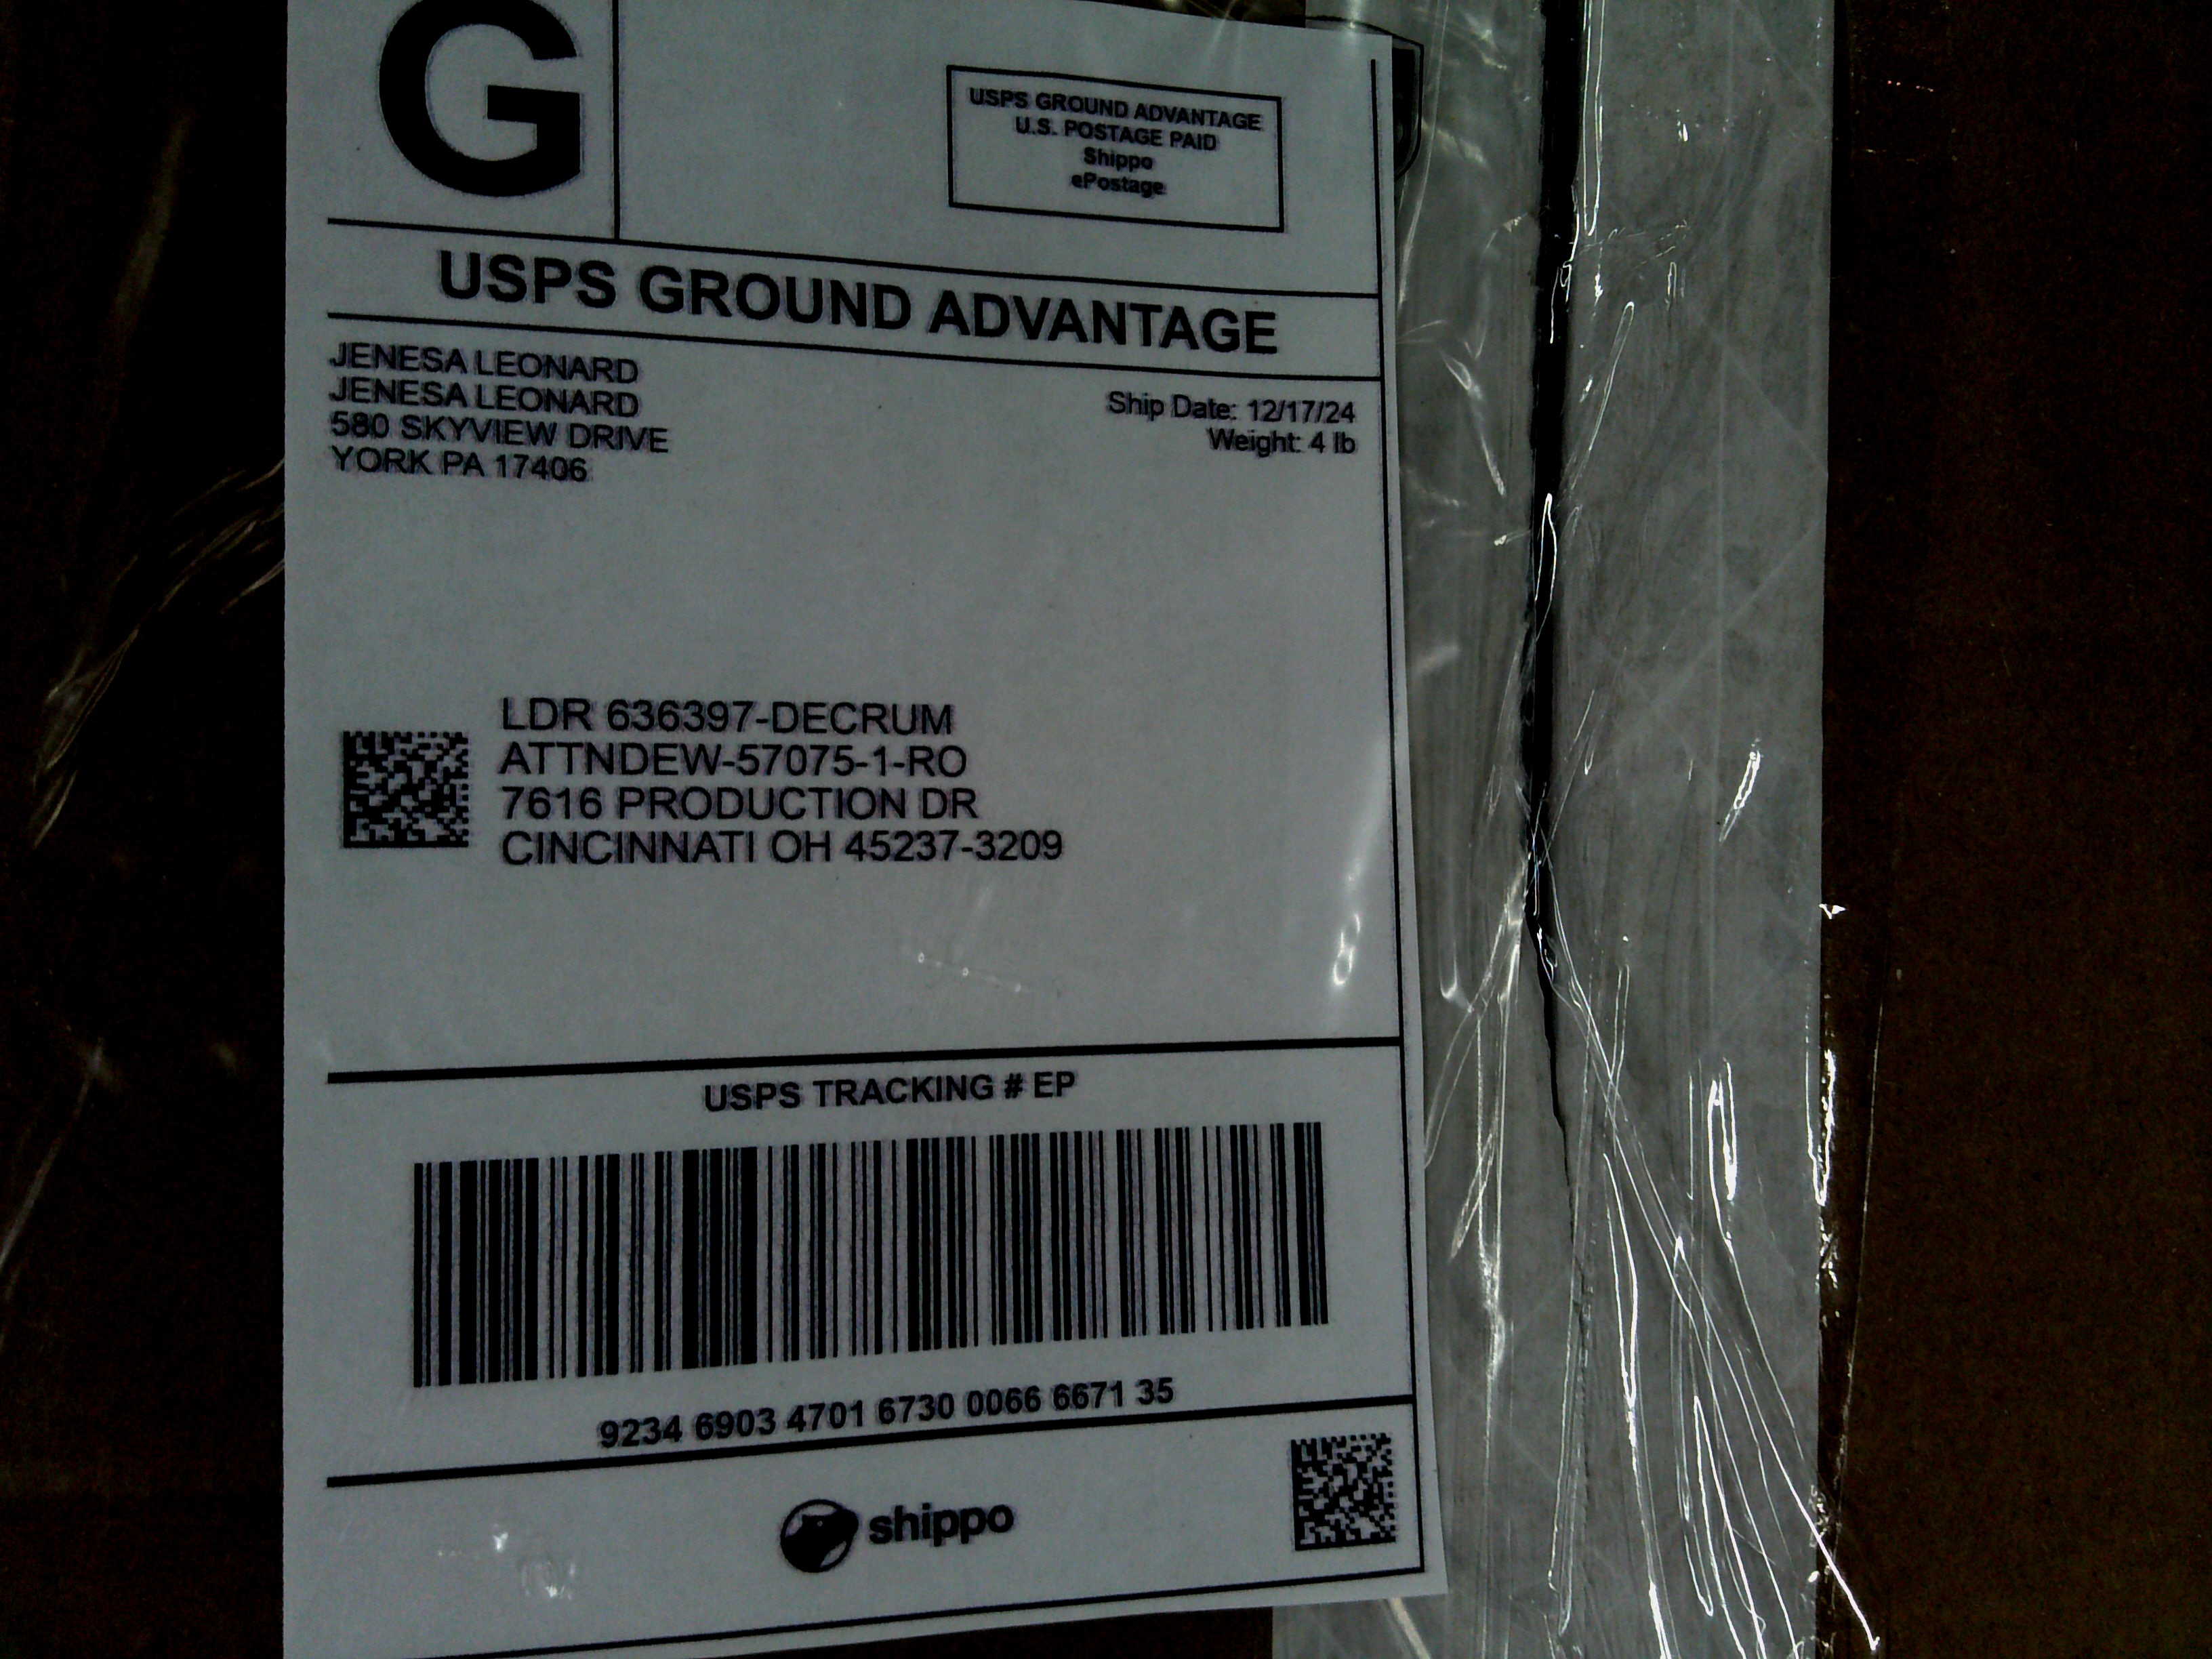 G
USPS GROUND ADVANTAGE
U.S. POSTAGE PAID
Shippo
ePostage
USPS GROUND ADVANTAGE
JENESA LEONARD
JENESA LEONARD
580 SKYVIEW DRIVE
YORK PA 17406
Ship Date: 12/17/24
Weight: 4 lb
LDR 636397-DECRUM
ATTNDEW-57075-1-RO
7616 PRODUCTION DR
CINCINNATI OH 45237-3209
USPS TRACKING # EP
9234 6903 4701 6730 0066 6671 35
shippo